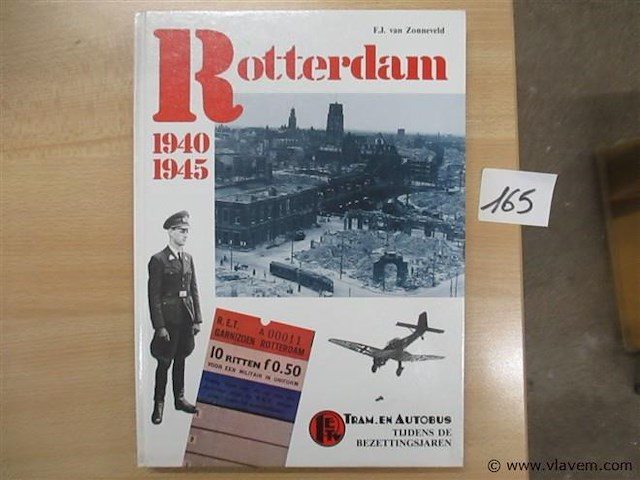 F.J. van Zonneveld
Rotterdam
1940
1945
165
R.E.T. A 00011
GARNIZOEN ROTTERDAM
10 RITTEN f 0.50
VOOR EEN MILITAIR IN UNIFORM
TRAM-EN AUTOBUS
TIJDENS DE
BEZETTINGSJAREN
© www.vlavem.com